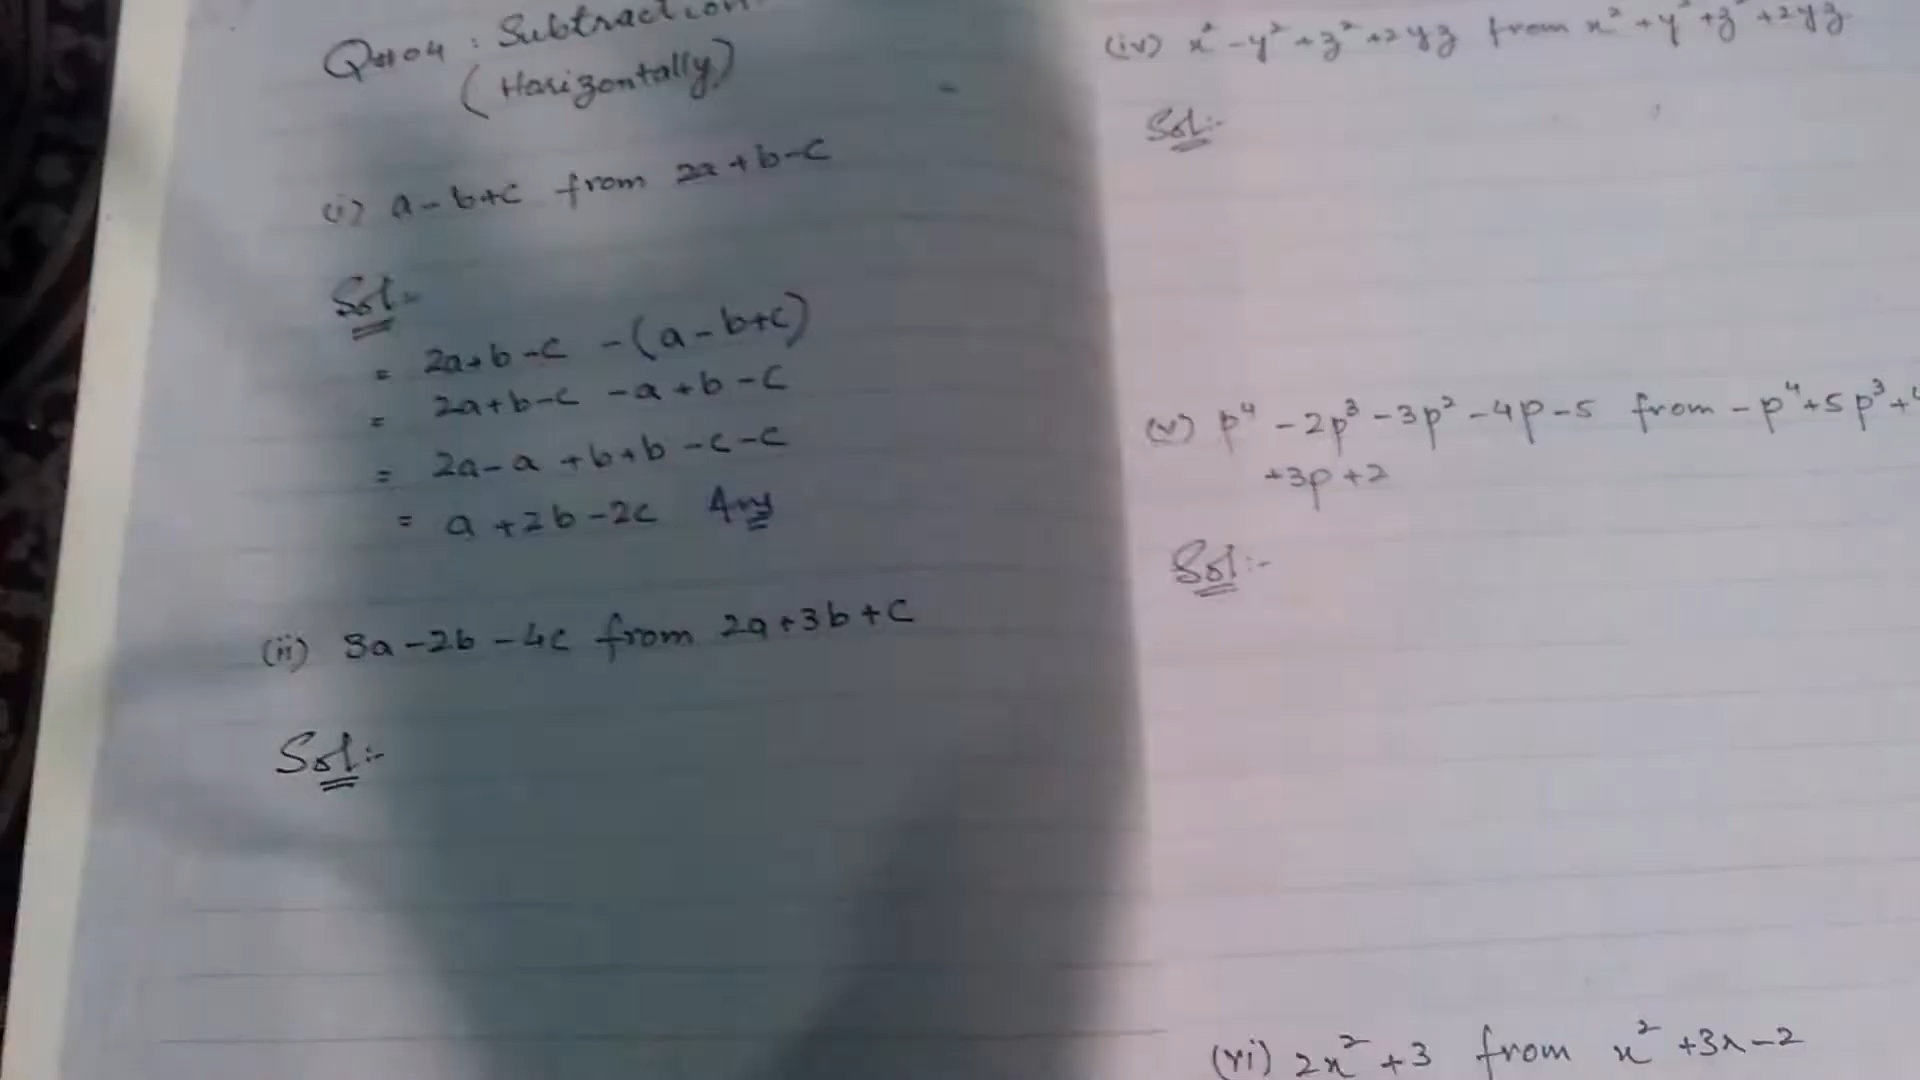 Q#04: Subtraction
(Harizontally)
(i) a-b+c from 2a+b-c
Sol:-
= 2a+b-c -(a-b+c)
= 2a+b-c -a+b-c
= 2a-a+b+b-c-c
= a+2b-2c Ans
(ii) 3a-2b-4c from 2a+3b+c
Sol:-
(iv) x²-y²+z²+2yz from x²+y²+z²+2yz
Sol:-
(v) p⁴-2p³-3p²-4p-5 from -p⁴+5p³+4
+3p+2
Sol:-
(vi) 2x²+3 from x²+3x-2